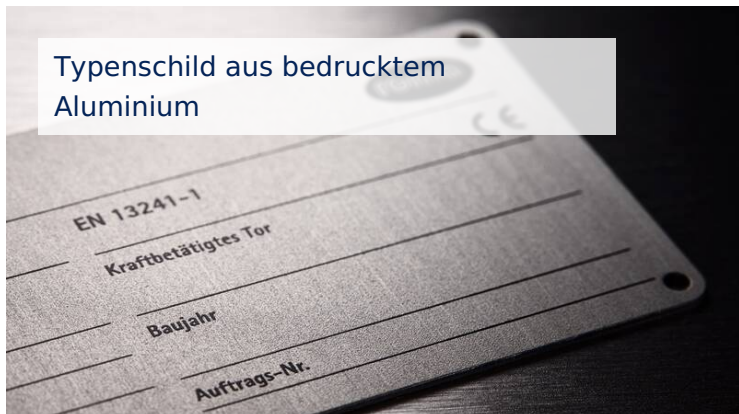 Typenschild aus bedrucktem
Aluminium
CE
EN 13241-1
Kraftbetätigtes Tor
Baujahr
Auftrags-Nr.